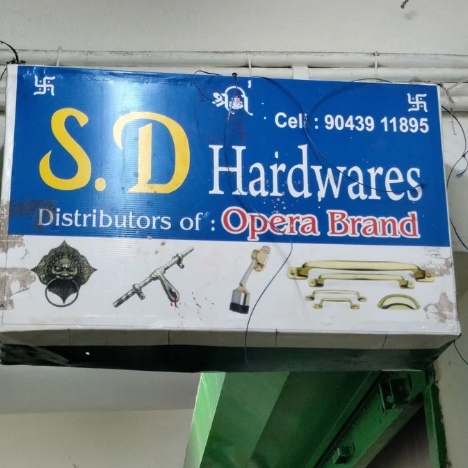 S.D Hardwares
Cell : 90439 11895
Distributors of : Opera Brand